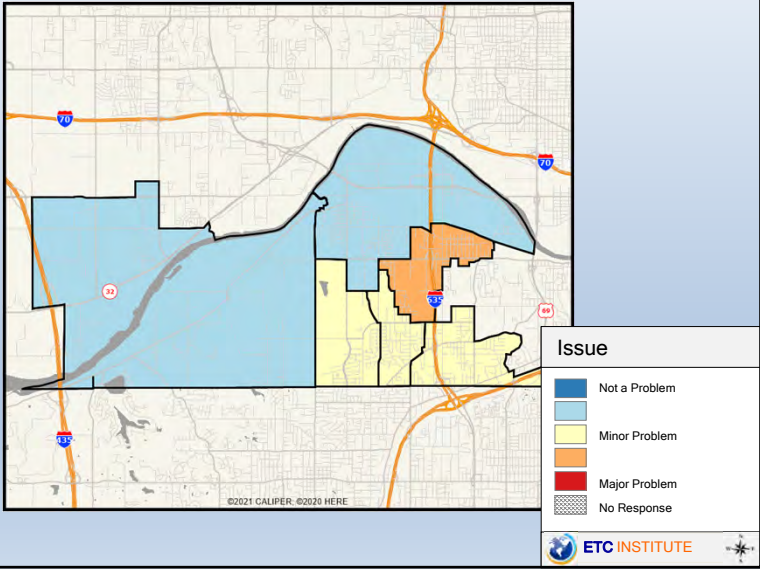 70
70
32
635
69
435
©2021 CALIPER; ©2020 HERE
Issue
Not a Problem
Minor Problem
Major Problem
No Response
ETC INSTITUTE